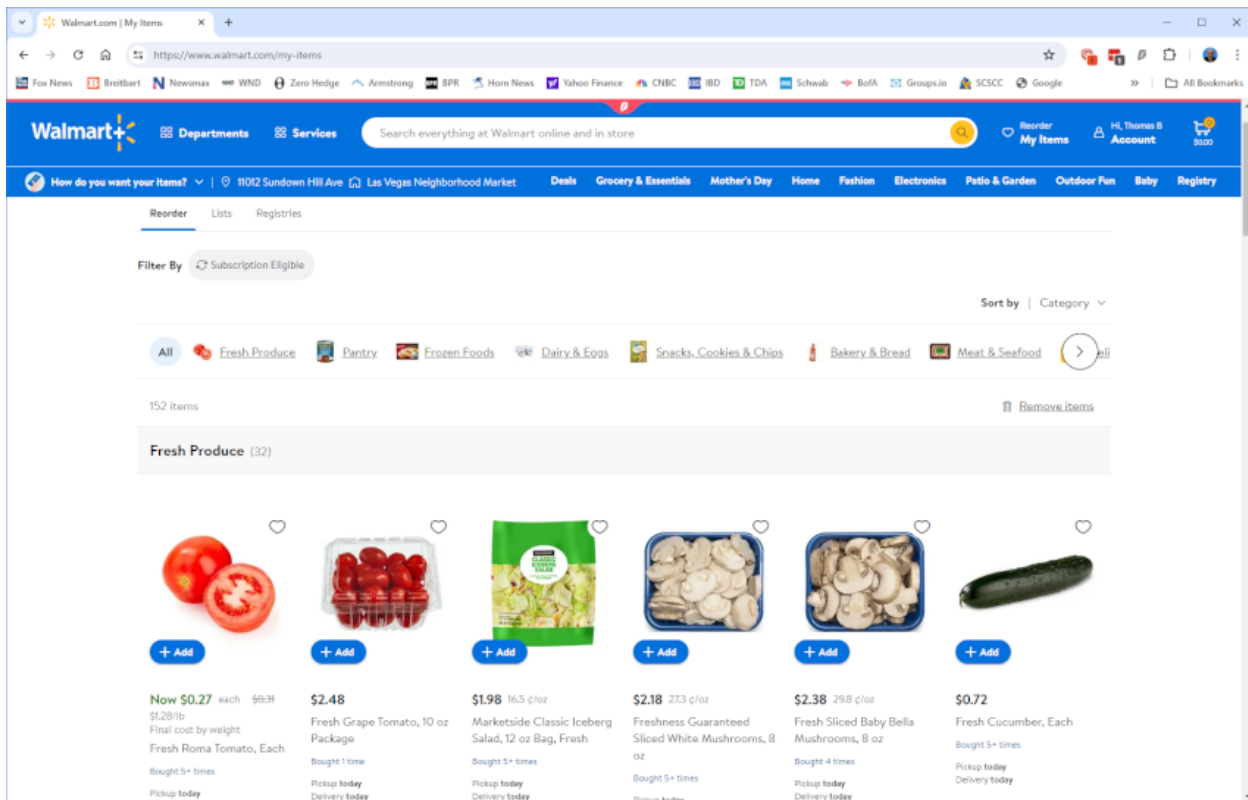 Walmart.com | My Items
https://www.walmart.com/my-items
Fox News Breitbart Newsmax WND Zero Hedge Armstrong BPR Horn News Yahoo Finance CNBC IBD TDA Schwab BofA Groups.io SCSCC Google » All Bookmarks
Walmart+ Departments Services Search everything at Walmart online and in store Reorder My Items Hi, Thomas B Account 0 $0.00
How do you want your items? | 11012 Sundown Hill Ave Las Vegas Neighborhood Market Deals Grocery & Essentials Mother's Day Home Fashion Electronics Patio & Garden Outdoor Fun Baby Registry
Reorder Lists Registries
Filter By Subscription Eligible
Sort by | Category
All Fresh Produce Pantry Frozen Foods Dairy & Eggs Snacks, Cookies & Chips Bakery & Bread Meat & Seafood
152 items Remove items
Fresh Produce (32)
MARKETSIDE
CLASSIC
ICEBERG
SALAD
+ Add + Add + Add + Add + Add + Add
Now $0.27 each $0.31
$1.28/lb
Final cost by weight
Fresh Roma Tomato, Each
Bought 5+ times
Pickup today
$2.48
Fresh Grape Tomato, 10 oz
Package
Bought 1 time
Pickup today
Delivery today
$1.98 16.5 ¢/oz
Marketside Classic Iceberg
Salad, 12 oz Bag, Fresh
Bought 5+ times
Pickup today
Delivery today
$2.18 27.3 ¢/oz
Freshness Guaranteed
Sliced White Mushrooms, 8
oz
Bought 5+ times
Pickup today
$2.38 29.8 ¢/oz
Fresh Sliced Baby Bella
Mushrooms, 8 oz
Bought 4 times
Pickup today
Delivery today
$0.72
Fresh Cucumber, Each
Bought 5+ times
Pickup today
Delivery today